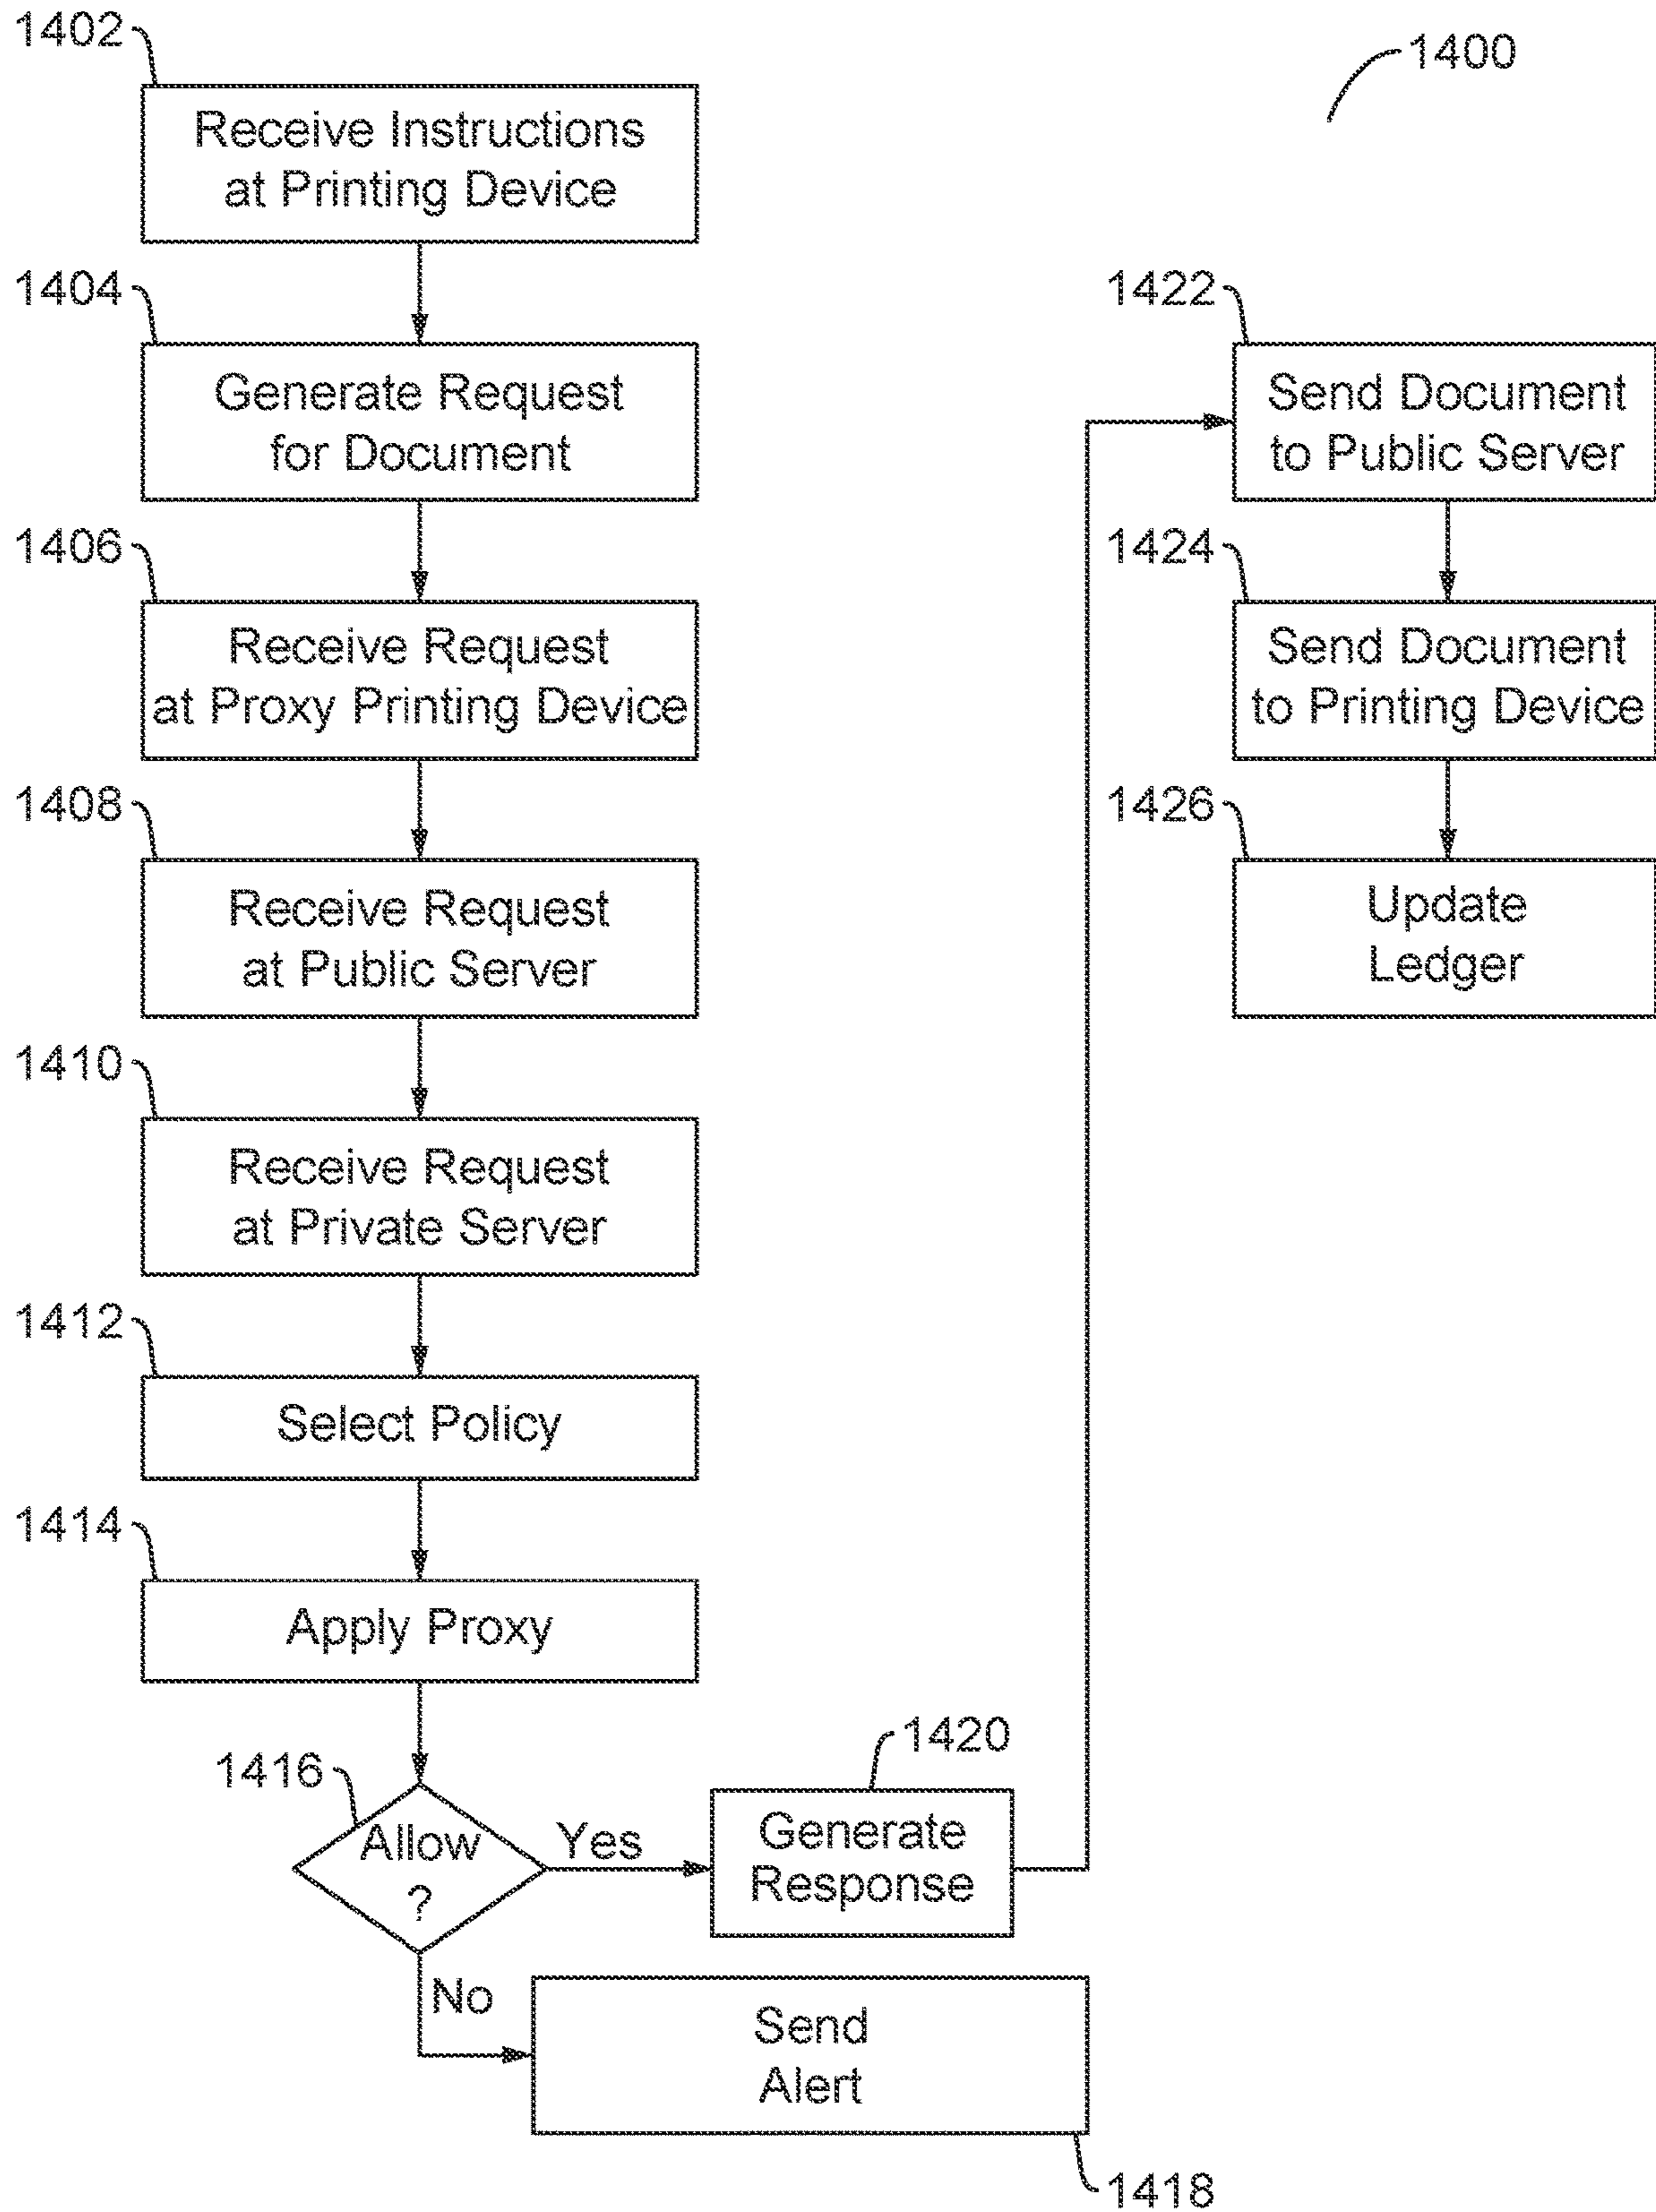 1402
1400
Receive Instructions
at Printing Device
1404
Generate Request
for Document
1406
Receive Request
at Proxy Printing Device
1408
Receive Request
at Public Server
1410
Receive Request
at Private Server
1412
Select Policy
1414
Apply Proxy
1416
Allow
?
Yes
No
1420
Generate
Response
Send
Alert
1418
1422
Send Document
to Public Server
1424
Send Document
to Printing Device
1426
Update
Ledger